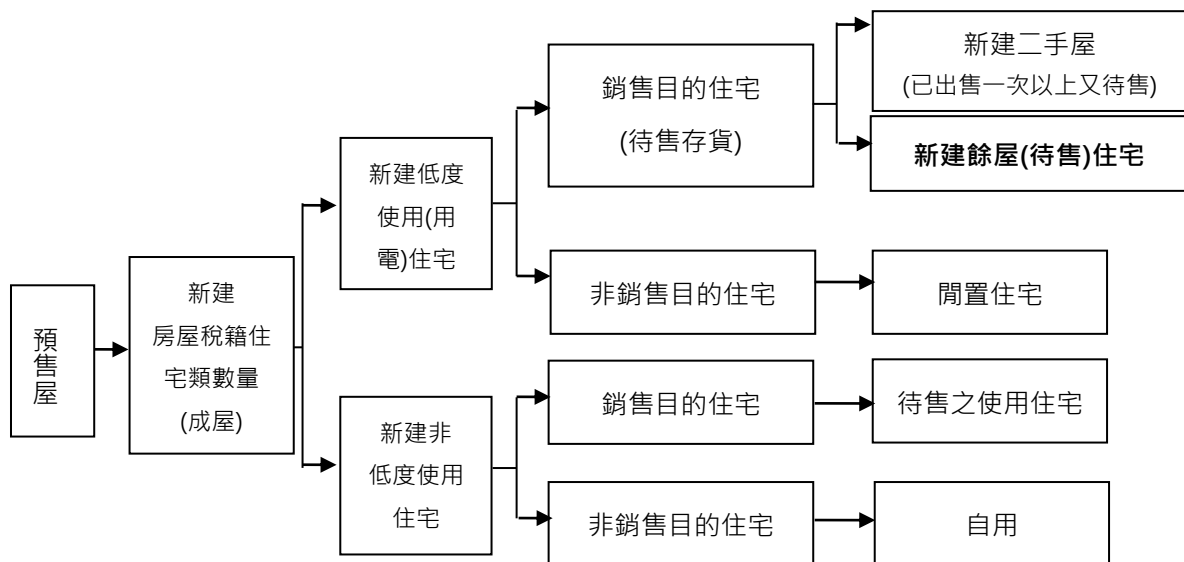 預售屋
新建
房屋稅籍住
宅類數量
(成屋)
新建低度
使用(用
電)住宅
銷售目的住宅
(待售存貨)
新建二手屋
(已出售一次以上又待售)
新建餘屋(待售)住宅
非銷售目的住宅
閒置住宅
新建非
低度使用
住宅
銷售目的住宅
待售之使用住宅
非銷售目的住宅
自用